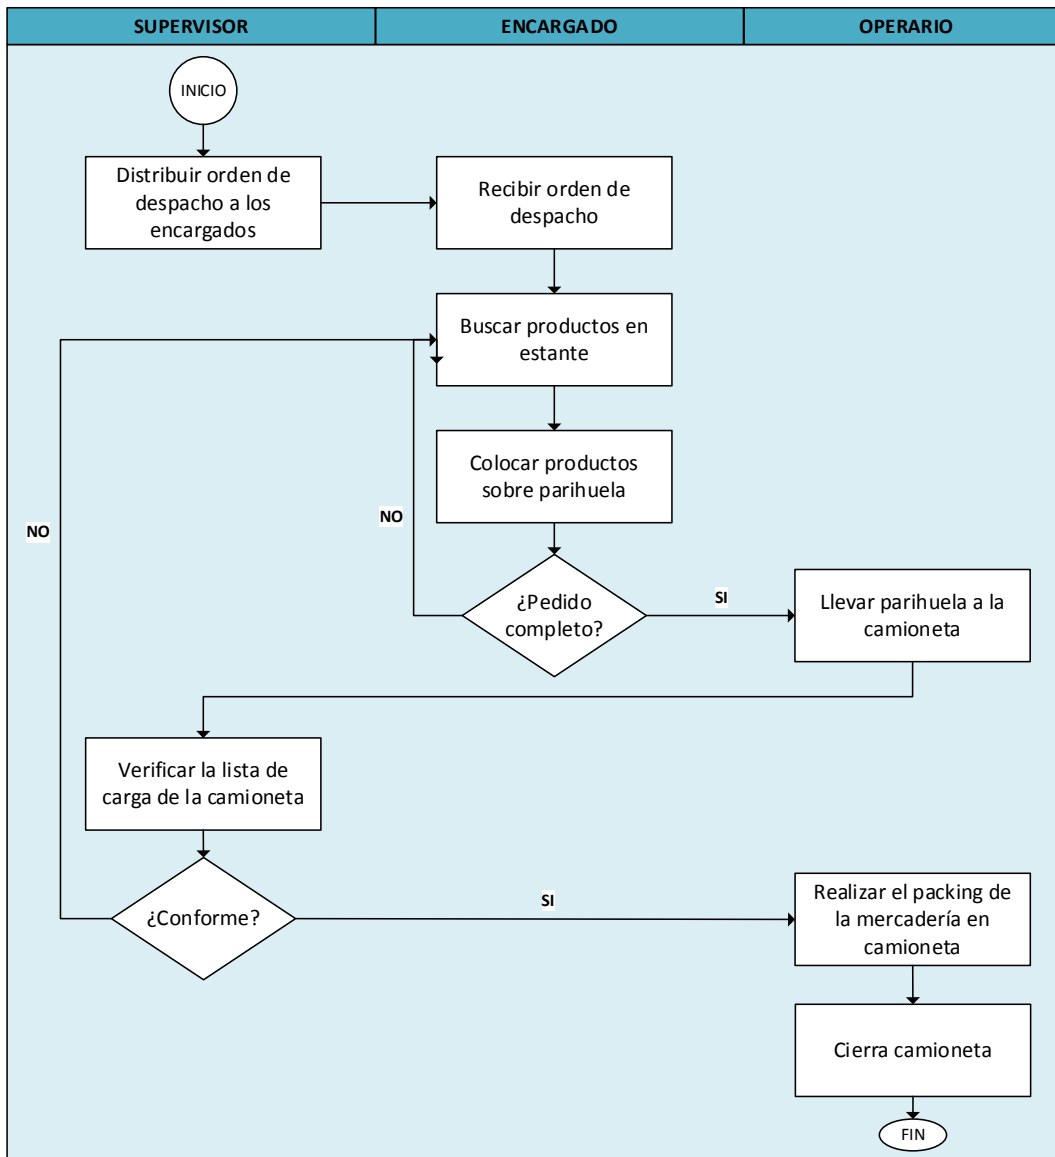 SUPERVISOR
ENCARGADO
OPERARIO
INICIO
Distribuir orden de
despacho a los
encargados
Recibir orden de
despacho
Buscar productos en
estante
Colocar productos
sobre parihuela
NO
NO
¿Pedido
completo?
SI
Llevar parihuela a la
camioneta
Verificar la lista de
carga de la camioneta
¿Conforme?
SI
Realizar el packing de
la mercadería en
camioneta
Cierra camioneta
FIN